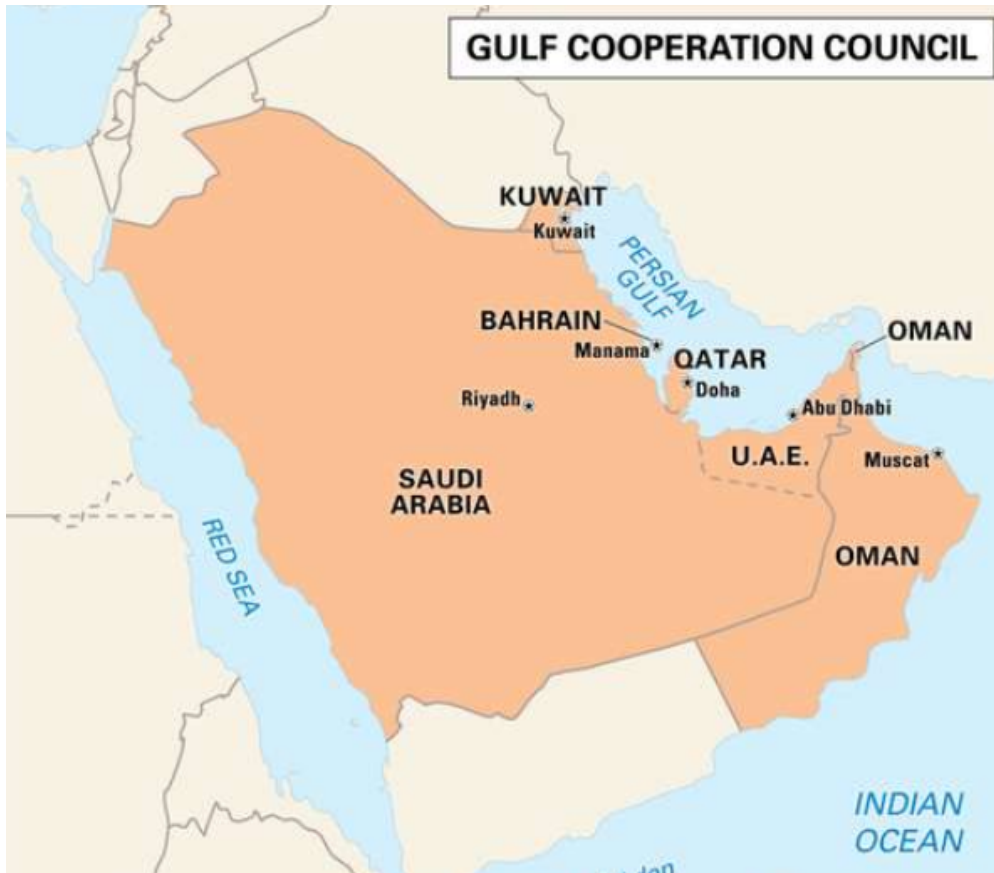 GULF COOPERATION COUNCIL
KUWAIT
Kuwait
PERSIAN
GULF
BAHRAIN
Manama
QATAR
Doha
OMAN
Riyadh
Abu Dhabi
U.A.E.
Muscat
SAUDI
ARABIA
RED SEA
OMAN
INDIAN
OCEAN